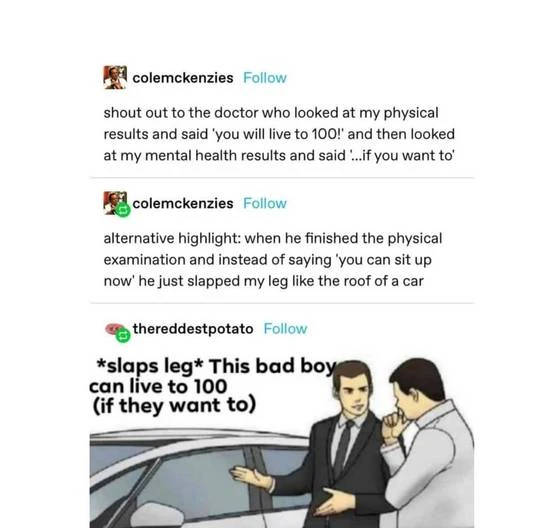 colemckenzies Follow
shout out to the doctor who looked at my physical
results and said 'you will live to 100!' and then looked
at my mental health results and said '...if you want to'
colemckenzies Follow
alternative highlight: when he finished the physical
examination and instead of saying 'you can sit up
now' he just slapped my leg like the roof of a car
thereddestpotato Follow
*slaps leg* This bad boy
can live to 100
(if they want to)